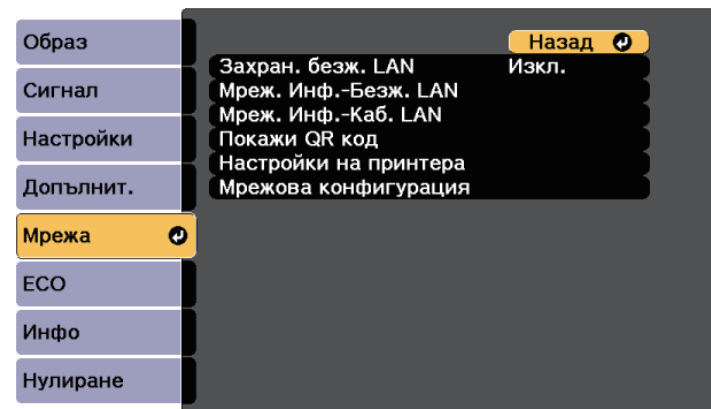 Образ
Сигнал
Настройки
Допълнит.
Мрежа
ECO
Инфо
Нулиране
Назад
Захран. безж. LAN Изкл.
Мреж. Инф.-Безж. LAN
Мреж. Инф.-Каб. LAN
Покажи QR код
Настройки на принтера
Мрежова конфигурация